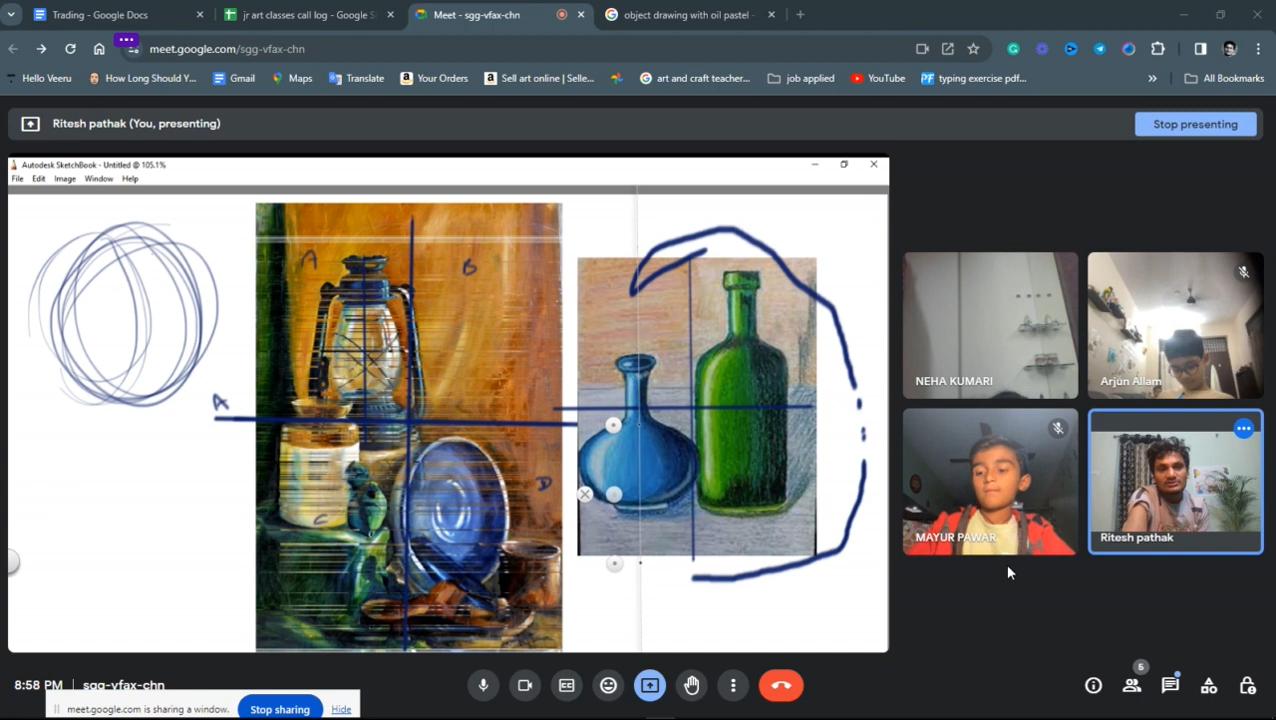 Trading - Google Docs
jr art classes call log - Google S
Meet - sgg-vfax-chn
object drawing with oil pastel -
meet.google.com/sgg-vfax-chn
Hello Veeru
How Long Should Y...
Gmail
Maps
Translate
Your Orders
Sell art online | Selle...
art and craft teacher...
job applied
YouTube
typing exercise pdf...
All Bookmarks
Ritesh pathak (You, presenting)
Stop presenting
Autodesk SketchBook - Untitled @ 105.1%
File Edit Image Window Help
A
B
A
C
D
NEHA KUMARI
Arjun Allam
MAYUR PAWAR
Ritesh pathak
8:58 PM | sgg-vfax-chn
5
meet.google.com is sharing a window.
Stop sharing
Hide